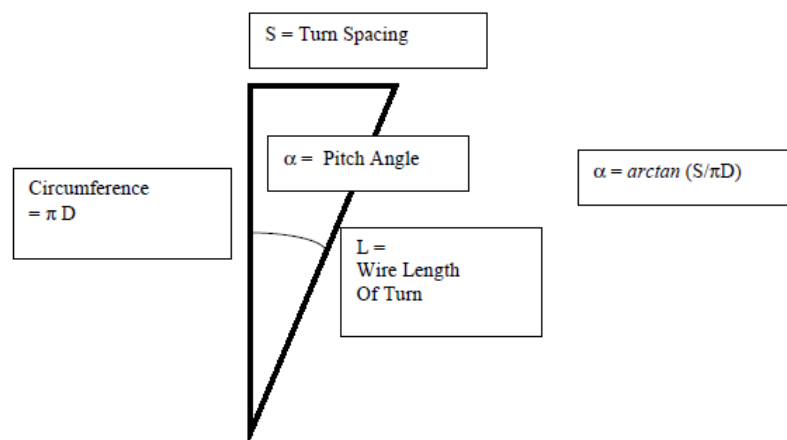 S = Turn Spacing
α = Pitch Angle
α = arctan (S/πD)
Circumference
= π D
L =
Wire Length
Of Turn